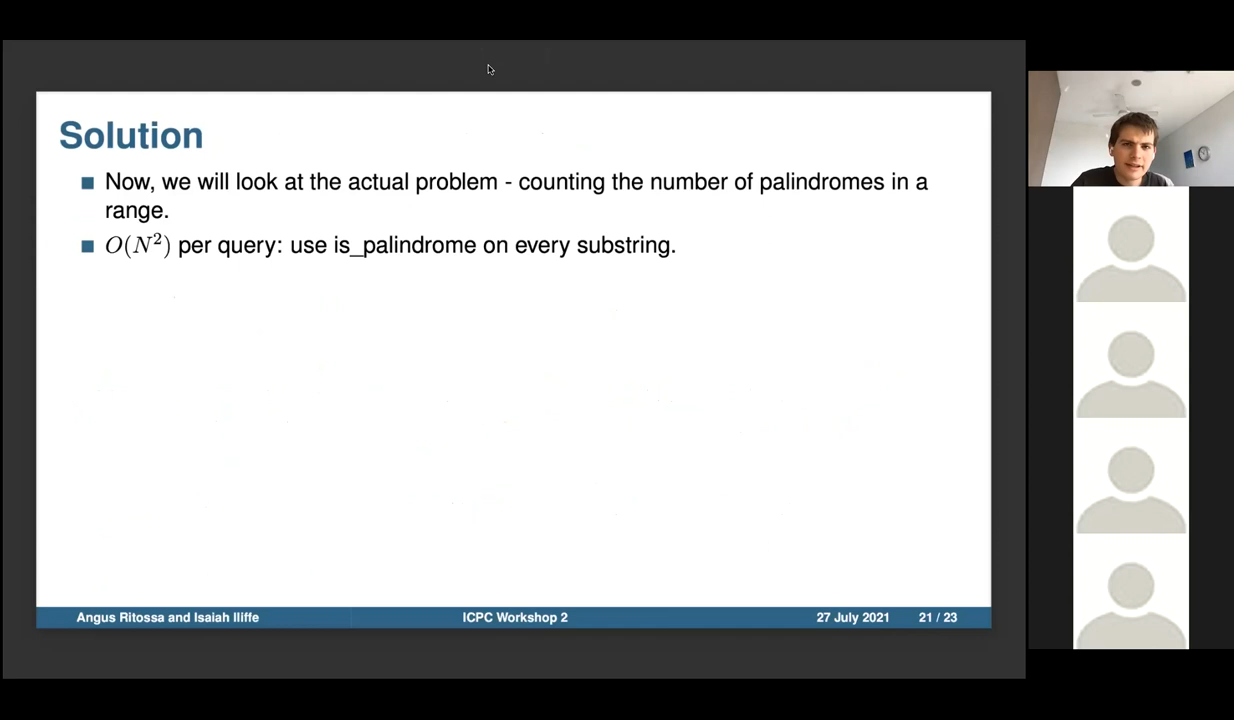 Solution
Now, we will look at the actual problem - counting the number of palindromes in a
range.
O(N²) per query: use is_palindrome on every substring.
Angus Ritossa and Isaiah Iliffe ICPC Workshop 2 27 July 2021 21 / 23